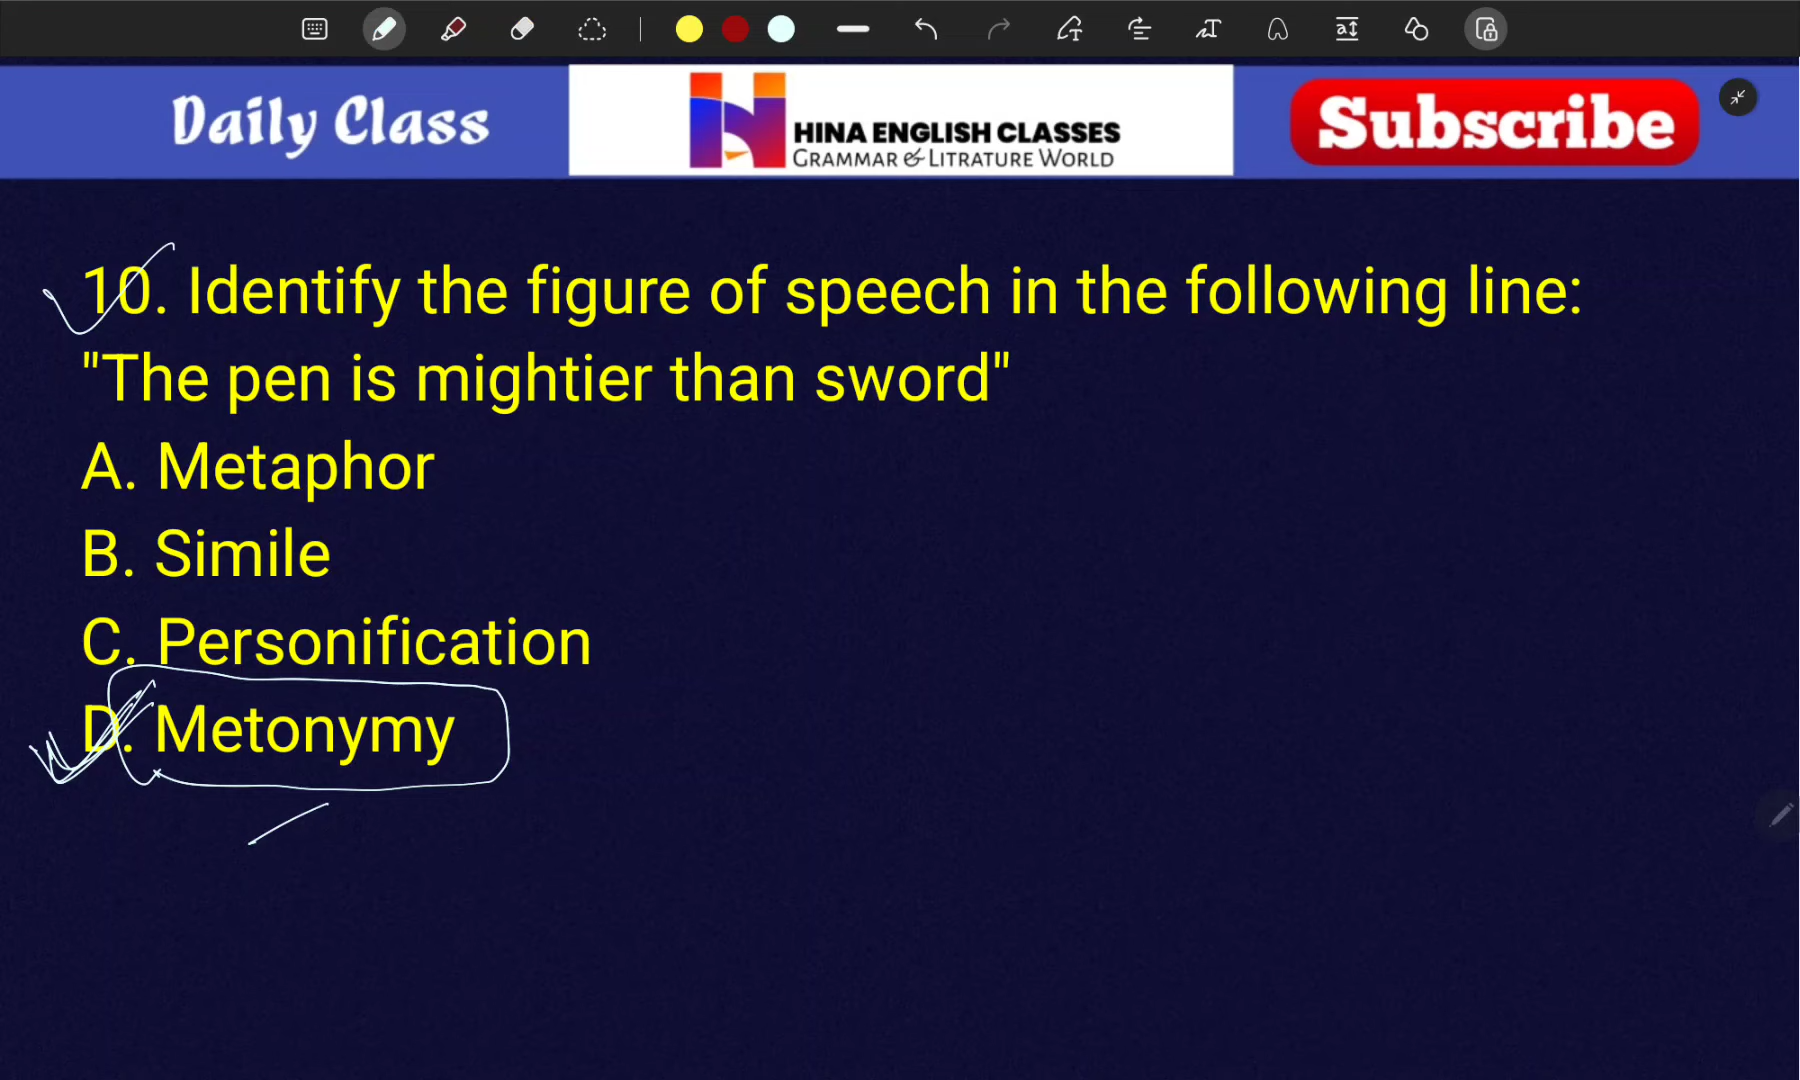 Daily Class
HINA ENGLISH CLASSES
GRAMMAR & LITRATURE WORLD
Subscribe
10. Identify the figure of speech in the following line:
"The pen is mightier than sword"
A. Metaphor
B. Simile
C. Personification
D. Metonymy